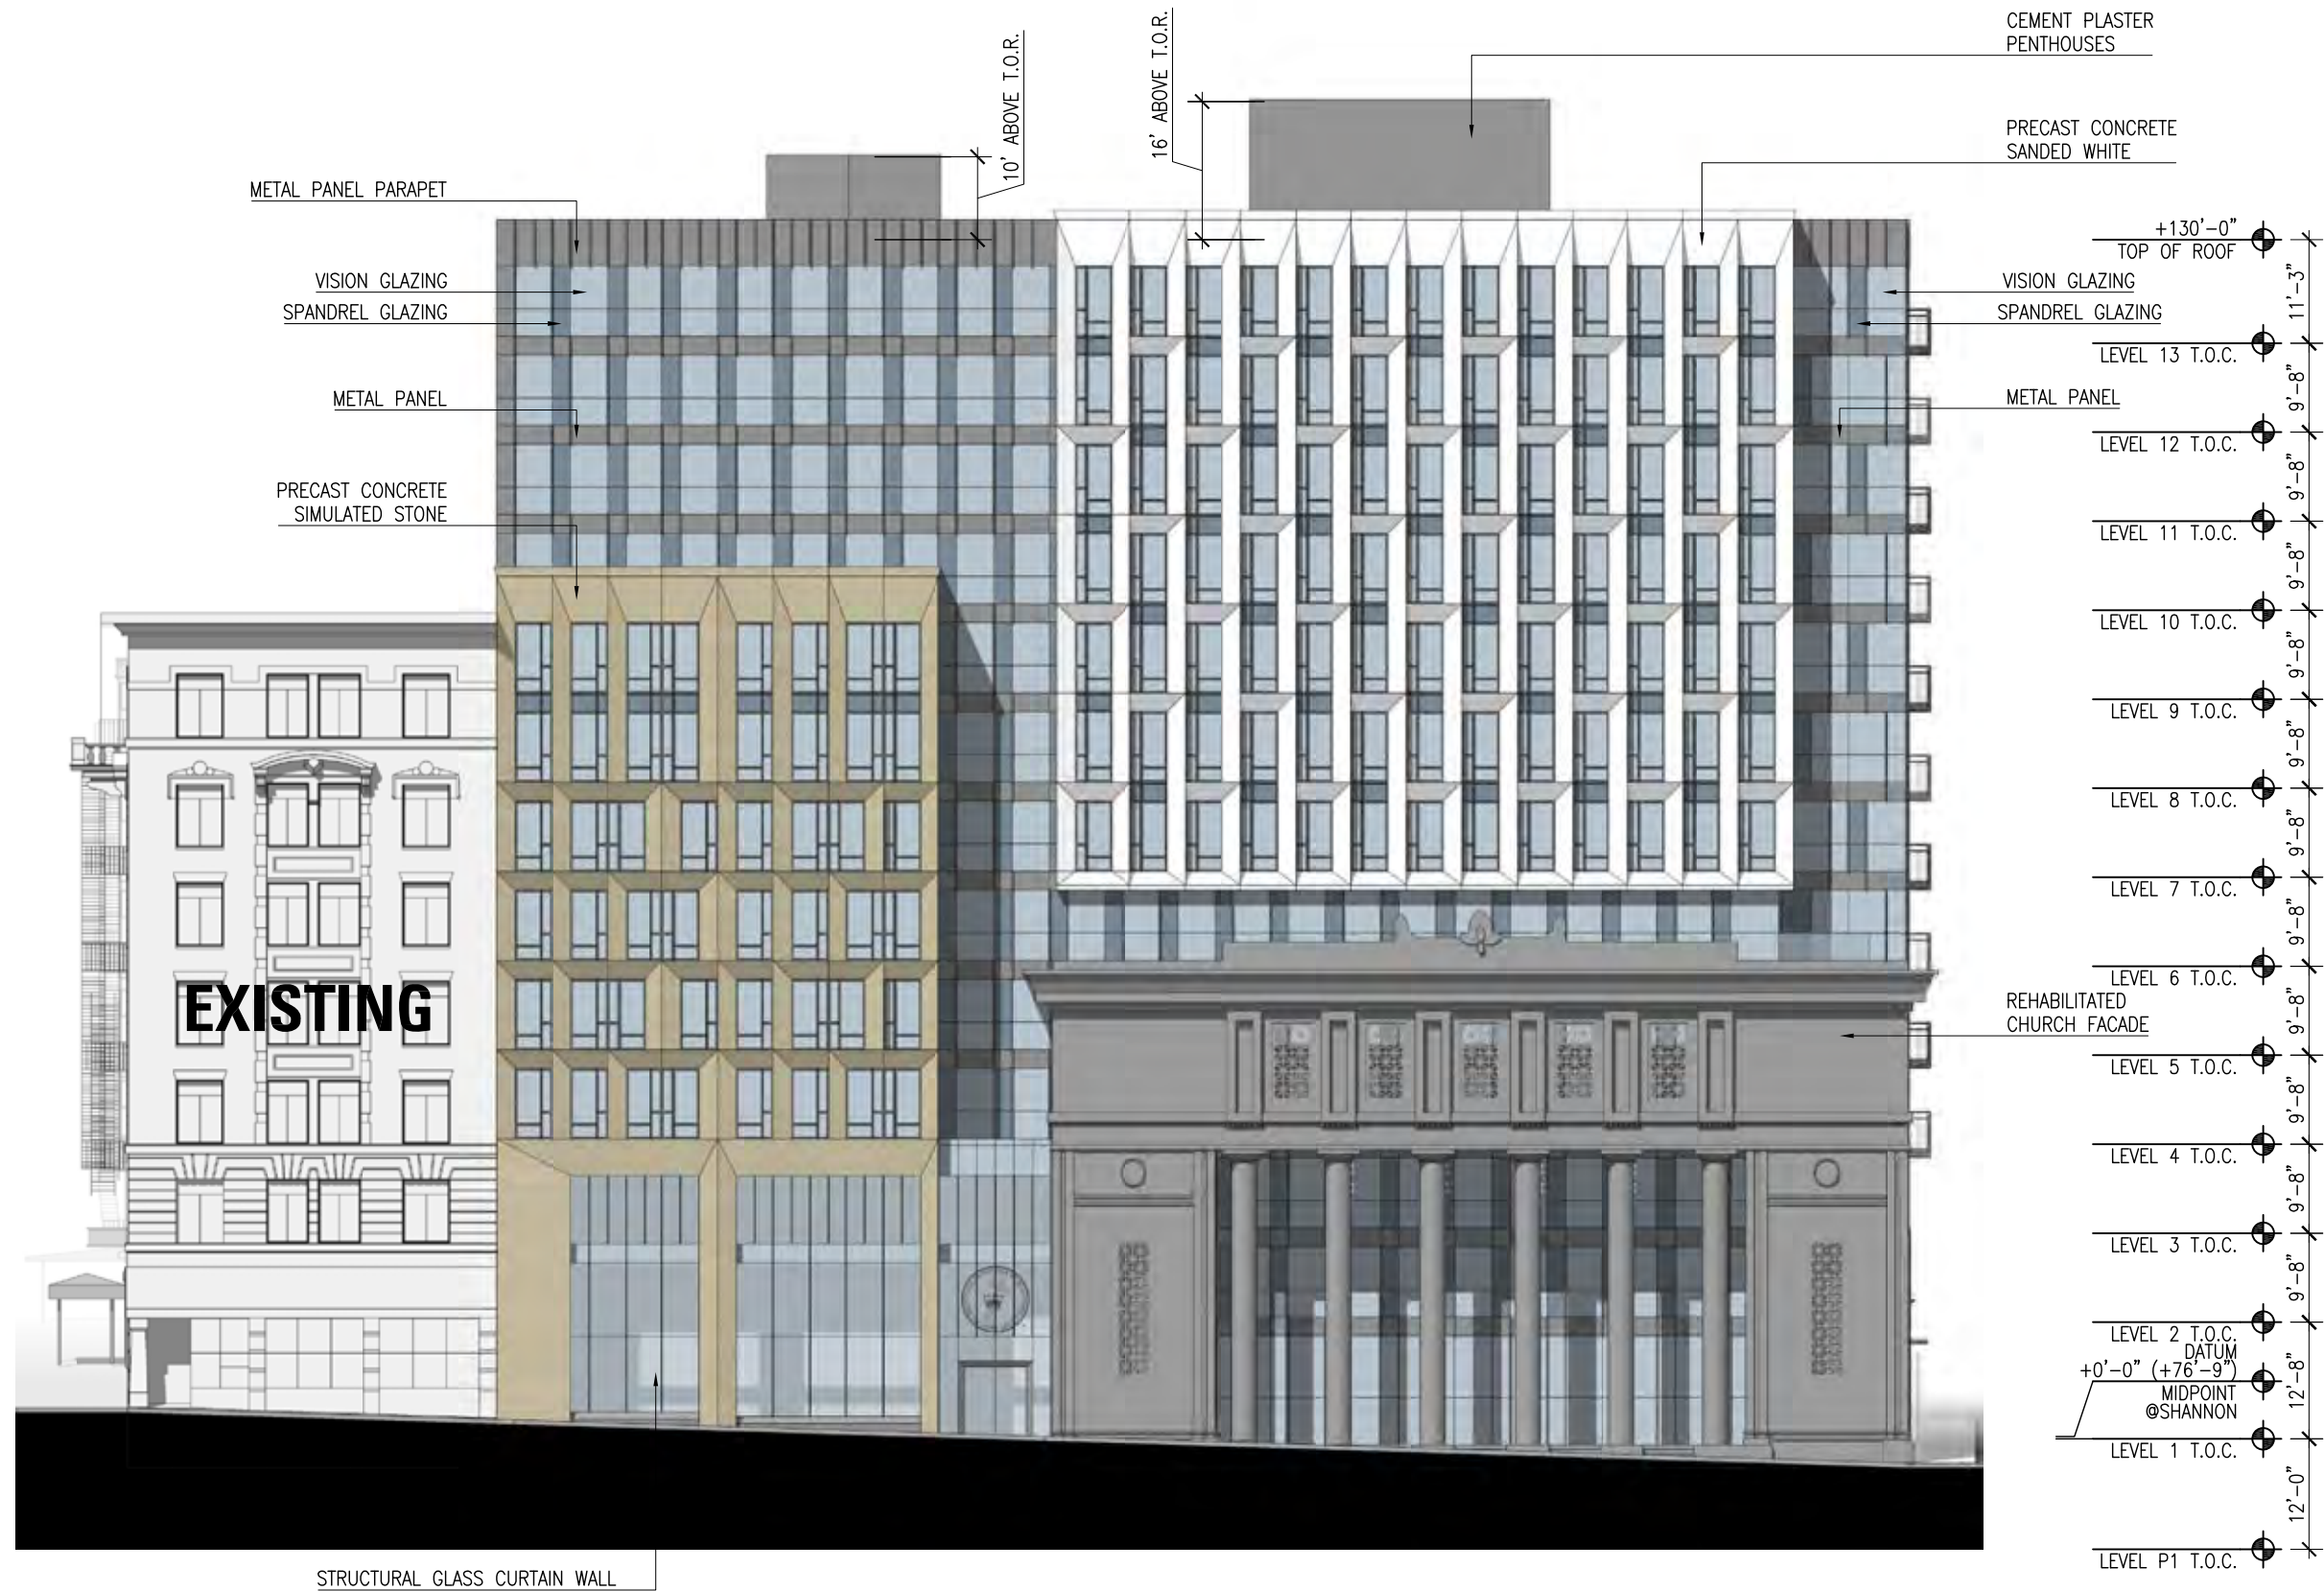 CEMENT PLASTER
PENTHOUSES
10' ABOVE T.O.R.
16' ABOVE T.O.R.
PRECAST CONCRETE
SANDED WHITE
METAL PANEL PARAPET
VISION GLAZING
SPANDREL GLAZING
METAL PANEL
PRECAST CONCRETE
SIMULATED STONE
EXISTING
STRUCTURAL GLASS CURTAIN WALL
VISION GLAZING
SPANDREL GLAZING
METAL PANEL
REHABILITATED
CHURCH FACADE
+130'-0"
TOP OF ROOF
11'-3"
LEVEL 13 T.O.C.
9'-8"
LEVEL 12 T.O.C.
9'-8"
LEVEL 11 T.O.C.
9'-8"
LEVEL 10 T.O.C.
9'-8"
LEVEL 9 T.O.C.
9'-8"
LEVEL 8 T.O.C.
9'-8"
LEVEL 7 T.O.C.
9'-8"
LEVEL 6 T.O.C.
9'-8"
LEVEL 5 T.O.C.
9'-8"
LEVEL 4 T.O.C.
9'-8"
LEVEL 3 T.O.C.
9'-8"
LEVEL 2 T.O.C.
DATUM
+0'-0" (+76'-9")
MIDPOINT
@SHANNON
12'-8"
LEVEL 1 T.O.C.
12'-0"
LEVEL P1 T.O.C.